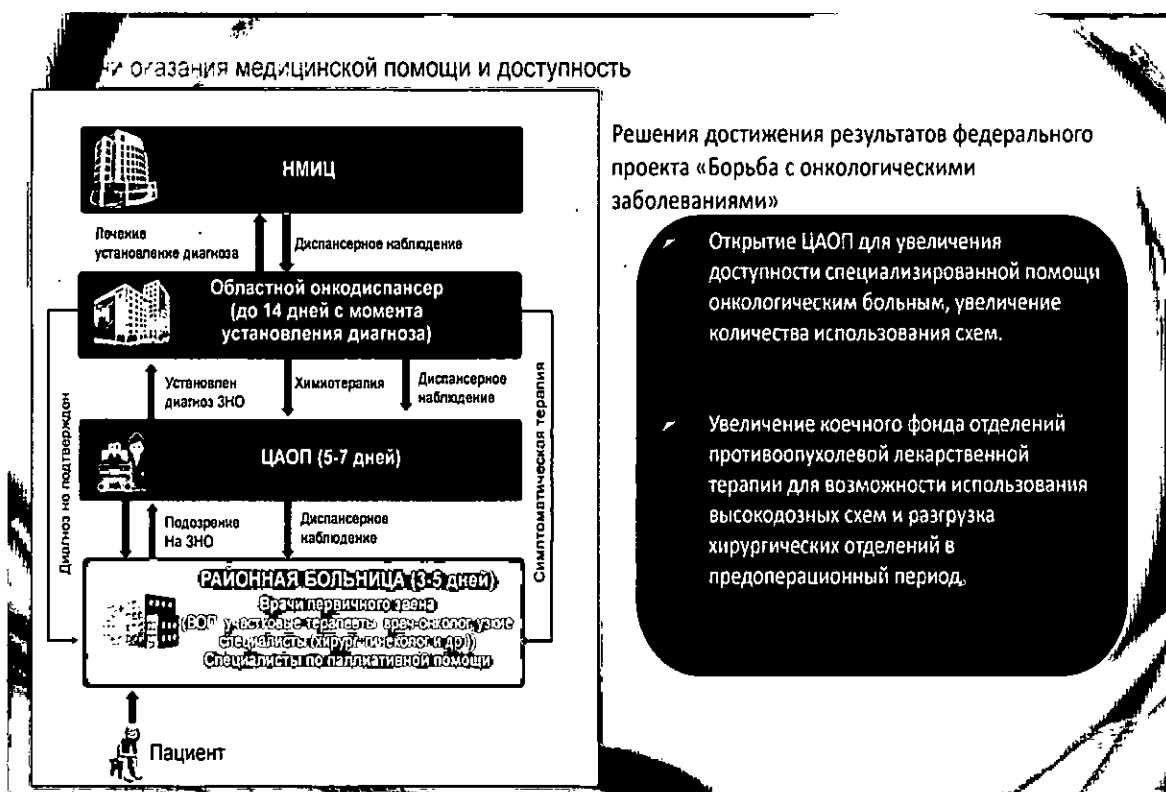 оказания медицинской помощи и доступность
НМИЦ
Лечение
установление диагноза
Диспансерное наблюдение
Областной онкодиспансер
(до 14 дней с момента
установления диагноза)
Установлен
диагноз ЗНО
Химиотерапия
Диспансерное
наблюдение
Диагноз но подтвержден
Симптоматическая терапия
ЦАОП (5-7 дней)
Подозрение
На ЗНО
Диспансерное
наблюдение
РАЙОННАЯ БОЛЬНИЦА (3-5 дней)
Врачи первичного звена
(ВОП участковые терапевты врач-онколог узкие
специалисты (хирург гинеколог и др))
Специалисты по паллиативной помощи
Пациент
Решения достижения результатов федерального
проекта «Борьба с онкологическими
заболеваниями»
Открытие ЦАОП для увеличения
доступности специализированной помощи
онкологическим больным, увеличение
количества использования схем.
Увеличение коечного фонда отделений
противоопухолевой лекарственной
терапии для возможности использования
высокодозных схем и разгрузка
хирургических отделений в
предоперационный период.